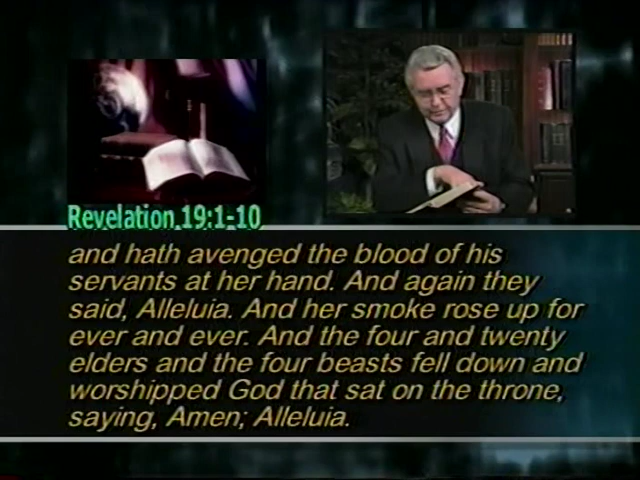 Revelation 19:1-10
and hath avenged the blood of his
servants at her hand. And again they
said, Alleluia. And her smoke rose up for
ever and ever. And the four and twenty
elders and the four beasts fell down and
worshipped God that sat on the throne,
saying, Amen; Alleluia.